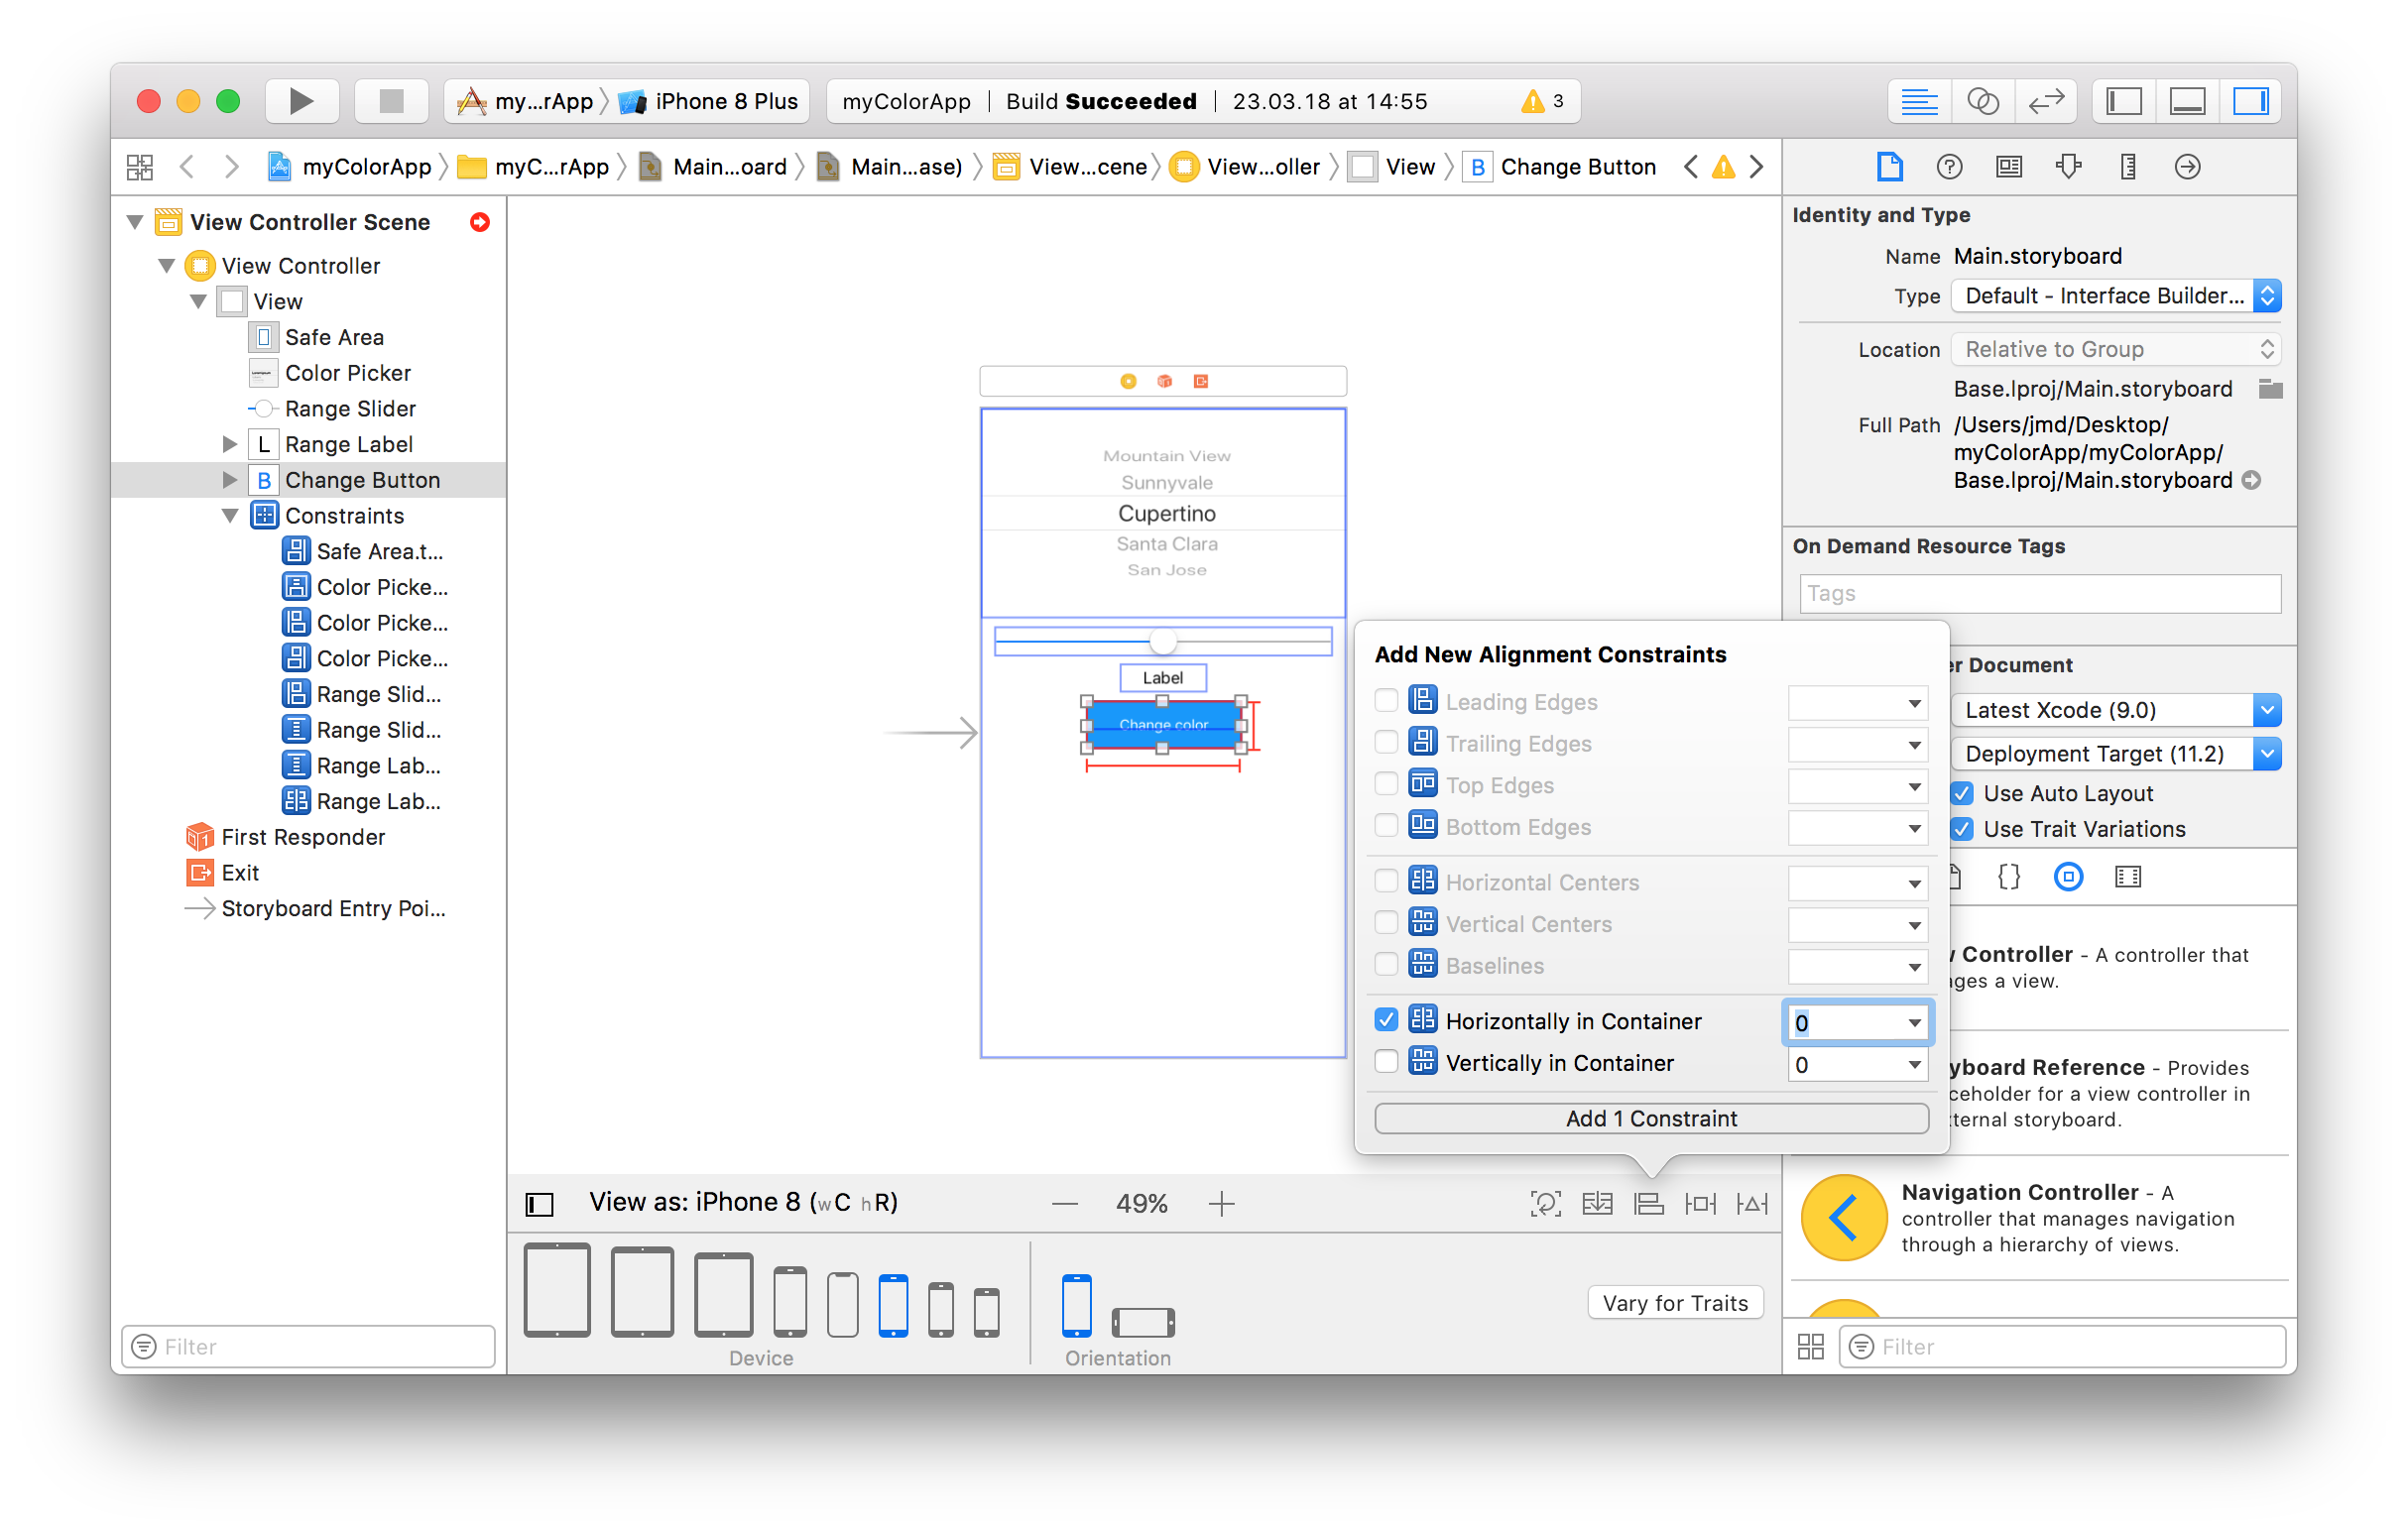 my...rApp
iPhone 8 Plus
myColorApp | Build Succeeded | 23.03.18 at 14:55
3
myColorApp
myC...rApp
Main...oard
Main...ase)
View...cene
View...oller
View
B
Change Button
View Controller Scene
View Controller
View
Safe Area
Color Picker
Range Slider
L
Range Label
B
Change Button
Constraints
Safe Area.t...
Color Picke...
Color Picke...
Color Picke...
Range Slid...
Range Slid...
Range Lab...
Range Lab...
First Responder
Exit
Storyboard Entry Poi...
Filter
Mountain View
Sunnyvale
Cupertino
Santa Clara
San Jose
Label
Change color
Add New Alignment Constraints
Leading Edges
Trailing Edges
Top Edges
Bottom Edges
Horizontal Centers
Vertical Centers
Baselines
Horizontally in Container
0
Vertically in Container
0
Add 1 Constraint
View as: iPhone 8 (wC hR)
49%
Device
Orientation
Vary for Traits
Identity and Type
Name Main.storyboard
Type Default - Interface Builder...
Location Relative to Group
Base.lproj/Main.storyboard
Full Path /Users/jmd/Desktop/
myColorApp/myColorApp/
Base.lproj/Main.storyboard
On Demand Resource Tags
Tags
er Document
Latest Xcode (9.0)
Deployment Target (11.2)
Use Auto Layout
Use Trait Variations
{}
Controller - A controller that
ges a view.
yboard Reference - Provides
ceholder for a view controller in
ternal storyboard.
Navigation Controller - A
controller that manages navigation
through a hierarchy of views.
Filter